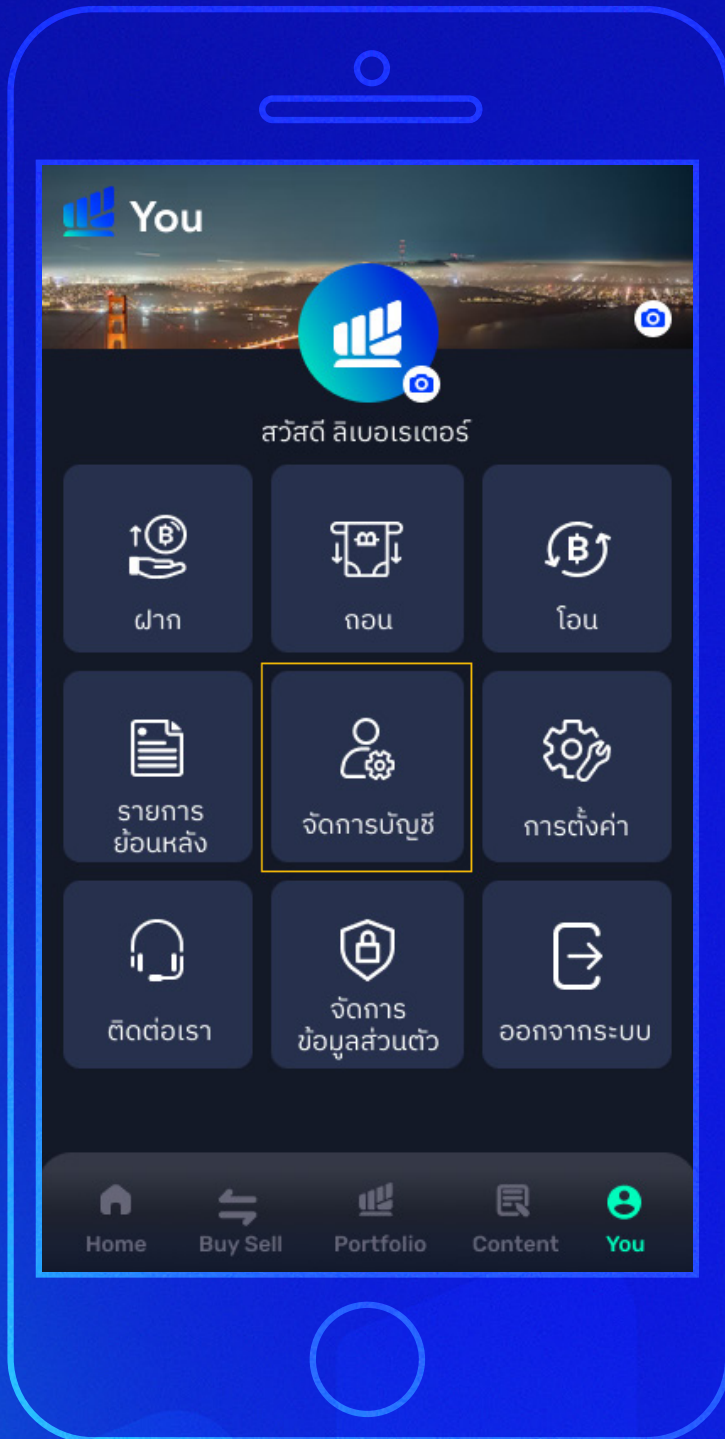 You
สวัสดี ลิเบอเรเตอร์
ฝาก
ถอน
โอน
รายการ
ย้อนหลัง
จัดการบัญชี
การตั้งค่า
ติดต่อเรา
จัดการ
ข้อมูลส่วนตัว
ออกจากระบบ
Home
Buy Sell
Portfolio
Content
You